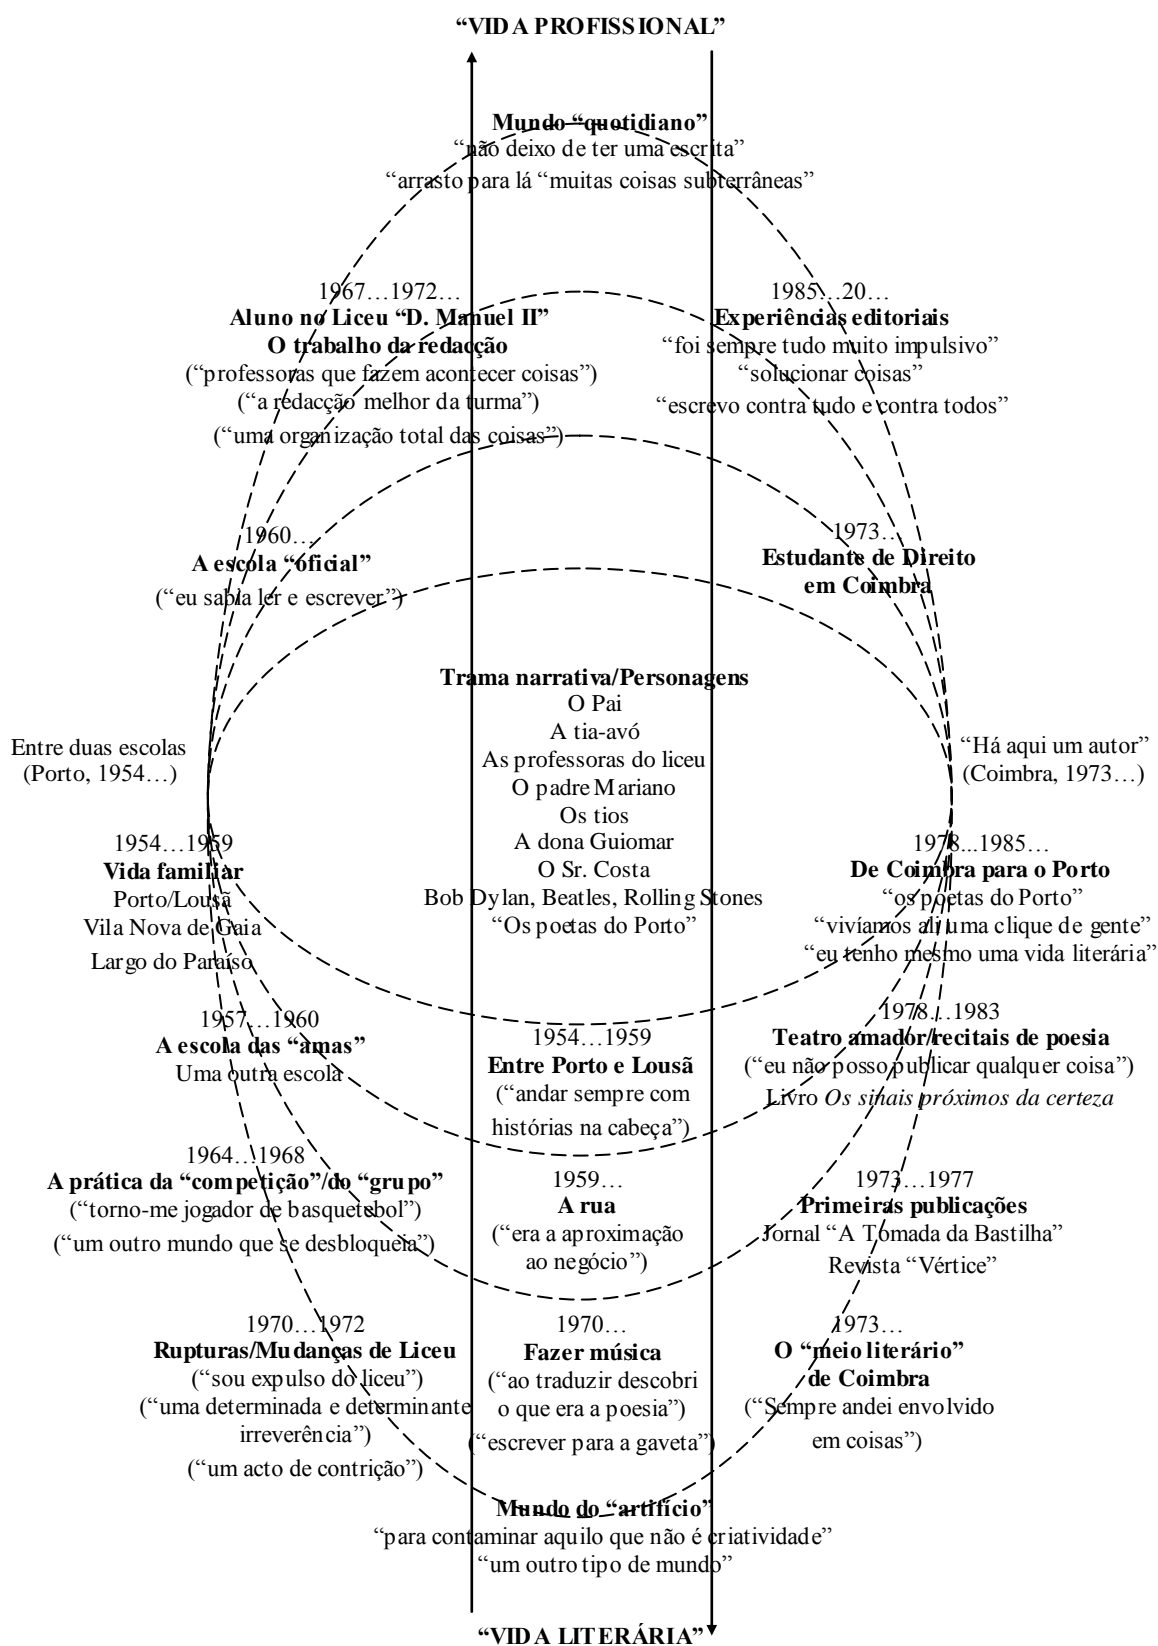 “VIDA PROFISSIONAL”
Mundo “quotidiano”
“não deixo de ter uma escrita”
“arrasto para lá “muitas coisas subterrâneas”
1967…1972…
Aluno no Liceu “D. Manuel II”
O trabalho da redacção
(“professoras que fazem acontecer coisas”)
(“a redacção melhor da turma”)
(“uma organização total das coisas”)
1985…20…
Experiências editoriais
“foi sempre tudo muito impulsivo”
“solucionar coisas”
“escrevo contra tudo e contra todos”
1960…
A escola “oficial”
(“eu sabia ler e escrever”)
1973…
Estudante de Direito
em Coimbra
Trama narrativa/Personagens
O Pai
A tia-avó
As professoras do liceu
O padre Mariano
Os tios
A dona Guiomar
O Sr. Costa
Bob Dylan, Beatles, Rolling Stones
“Os poetas do Porto”
Entre duas escolas
(Porto, 1954…)
“Há aqui um autor”
(Coimbra, 1973…)
1954…1959
Vida familiar
Porto/Lousã
Vila Nova de Gaia
Largo do Paraíso
1978...1985…
De Coimbra para o Porto
“os poetas do Porto”
“vivíamos ali uma clique de gente”
“eu tenho mesmo uma vida literária”
1957…1960
A escola das “amas”
Uma outra escola
1954…1959
Entre Porto e Lousã
(“andar sempre com
histórias na cabeça”)
1978…1983
Teatro amador/recitais de poesia
(“eu não posso publicar qualquer coisa”)
Livro Os sinais próximos da certeza
1964…1968
A prática da “competição”/do “grupo”
(“torno-me jogador de basquetebol”)
(“um outro mundo que se desbloqueia”)
1959…
A rua
(“era a aproximação
ao negócio”)
1973…1977
Primeiras publicações
Jornal “A Tomada da Bastilha”
Revista “Vértice”
1970…1972
Rupturas/Mudanças de Liceu
(“sou expulso do liceu”)
(“uma determinada e determinante
irreverência”)
(“um acto de contrição”)
1970…
Fazer música
(“ao traduzir descobri
o que era a poesia”)
(“escrever para a gaveta”)
1973…
O “meio literário”
de Coimbra
(“Sempre andei envolvido
em coisas”)
Mundo do “artifício”
“para contaminar aquilo que não é criatividade”
“um outro tipo de mundo”
“VIDA LITERÁRIA”